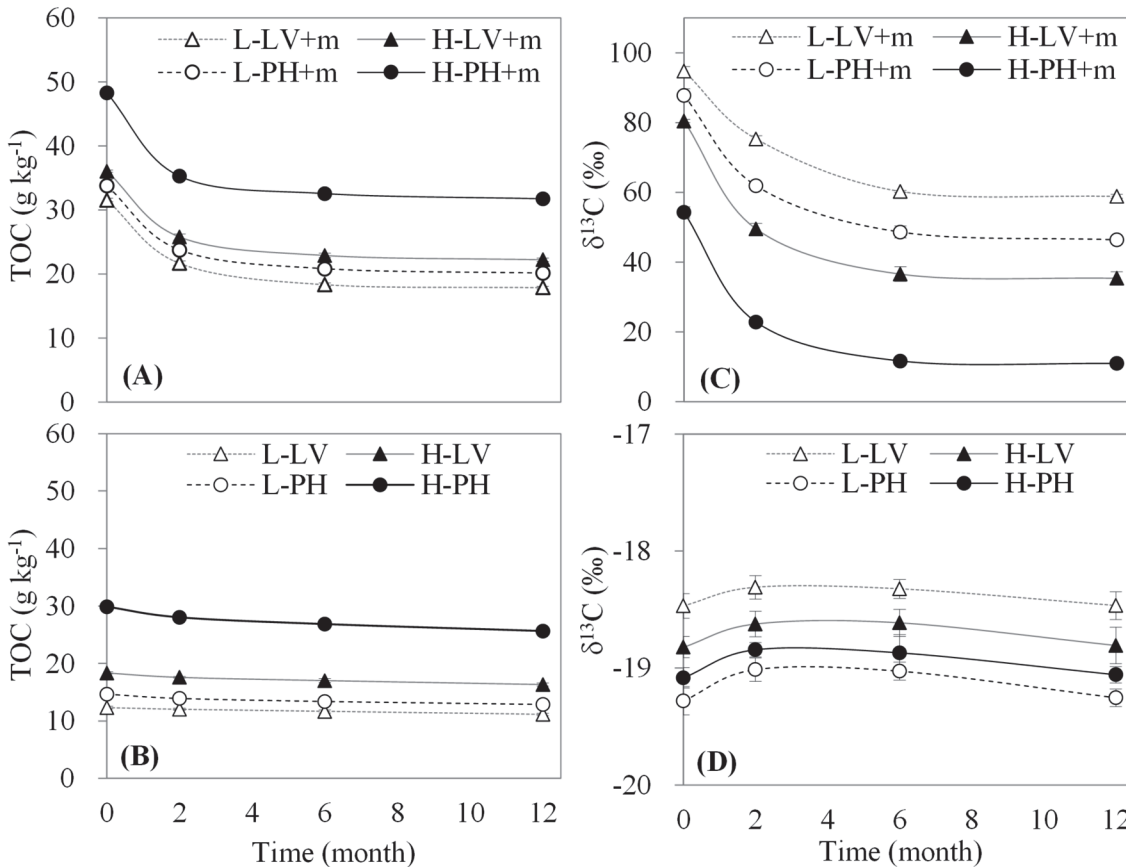 60
50
40
30
20
10
0
TOC (g kg⁻¹)
L-LV+m H-LV+m
L-PH+m H-PH+m
(A)
100
80
60
40
20
0
δ¹³C (‰)
L-LV+m H-LV+m
L-PH+m H-PH+m
(C)
60
50
40
30
20
10
0
TOC (g kg⁻¹)
L-LV H-LV
L-PH H-PH
(B)
0 2 4 6 8 10 12
Time (month)
-17
-18
-19
-20
δ¹³C (‰)
L-LV H-LV
L-PH H-PH
(D)
0 2 4 6 8 10 12
Time (month)